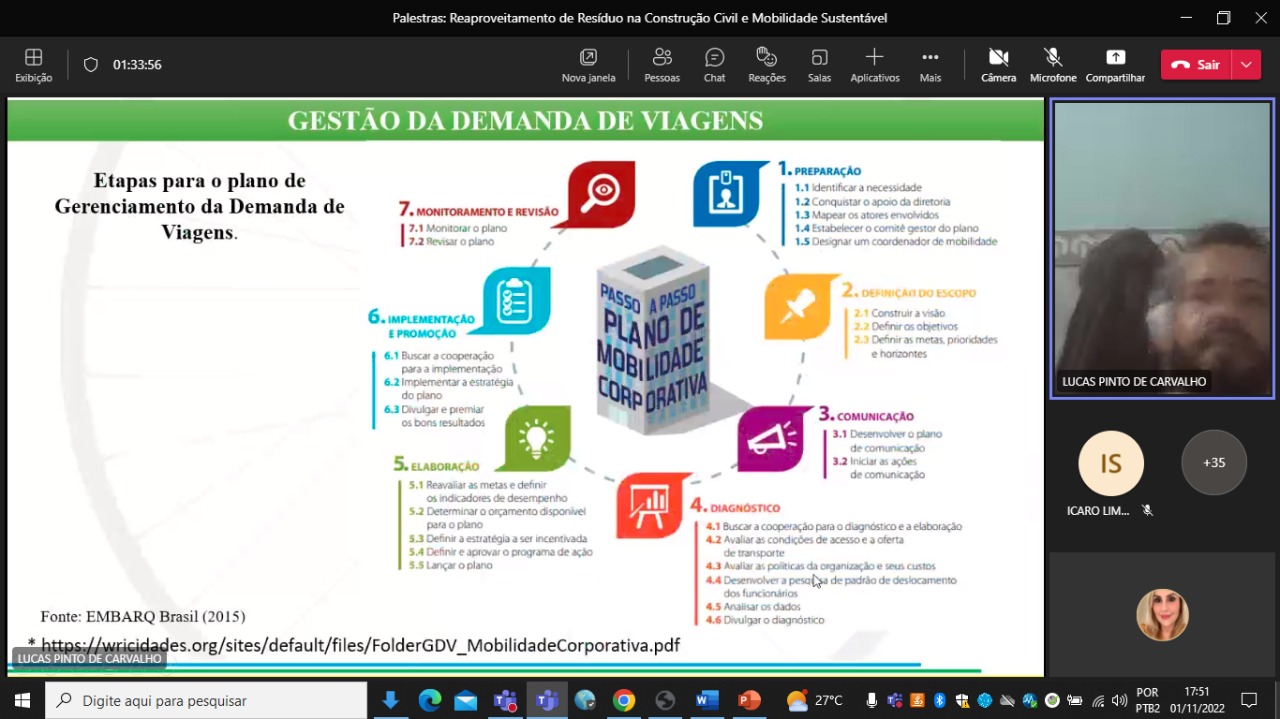 Palestras: Reaproveitamento de Resíduo na Construção Civil e Mobilidade Sustentável
Exibição
01:33:56
Nova janela
Pessoas
Chat
Reações
Salas
Aplicativos
Mais
Câmera
Microfone
Compartilhar
Sair
GESTÃO DA DEMANDA DE VIAGENS
Etapas para o plano de
Gerenciamento da Demanda de
Viagens.
PASSO A PASSO
PLANO DE
MOBILIDADE
CORPORATIVA
1. PREPARAÇÃO
1.1 Identificar a necessidade
1.2 Conquistar o apoio da diretoria
1.3 Mapear os atores envolvidos
1.4 Estabelecer o comitê gestor do plano
1.5 Designar um coordenador de mobilidade
2. DEFINIÇÃO DO ESCOPO
2.1 Construir a visão
2.2 Definir os objetivos
2.3 Definir as metas, prioridades
e horizontes
3. COMUNICAÇÃO
3.1 Desenvolver o plano
de comunicação
3.2 Iniciar as ações
de comunicação
4. DIAGNÓSTICO
4.1 Buscar a cooperação para o diagnóstico e a elaboração
4.2 Avaliar as condições de acesso e a oferta
de transporte
4.3 Avaliar as políticas da organização e seus custos
4.4 Desenvolver a pesquisa de padrão de deslocamento
dos funcionários
4.5 Analisar os dados
4.6 Divulgar o diagnóstico
5. ELABORAÇÃO
5.1 Reavaliar as metas e definir
os indicadores de desempenho
5.2 Determinar o orçamento disponível
para o plano
5.3 Definir a estratégia a ser incentivada
5.4 Definir e aprovar o programa de ação
5.5 Lançar o plano
6. IMPLEMENTAÇÃO
E PROMOÇÃO
6.1 Buscar a cooperação
para a implementação
6.2 Implementar a estratégia
do plano
6.3 Divulgar e premiar
os bons resultados
7. MONITORAMENTO E REVISÃO
7.1 Monitorar o plano
7.2 Revisar o plano
Fonte: EMBARQ Brasil (2015)
* https://wricidades.org/sites/default/files/FolderGDV_MobilidadeCorporativa.pdf
LUCAS PINTO DE CARVALHO
LUCAS PINTO DE CARVALHO
IS
+35
ICARO LIM...
Digite aqui para pesquisar
27°C
POR
PTB2
17:51
01/11/2022